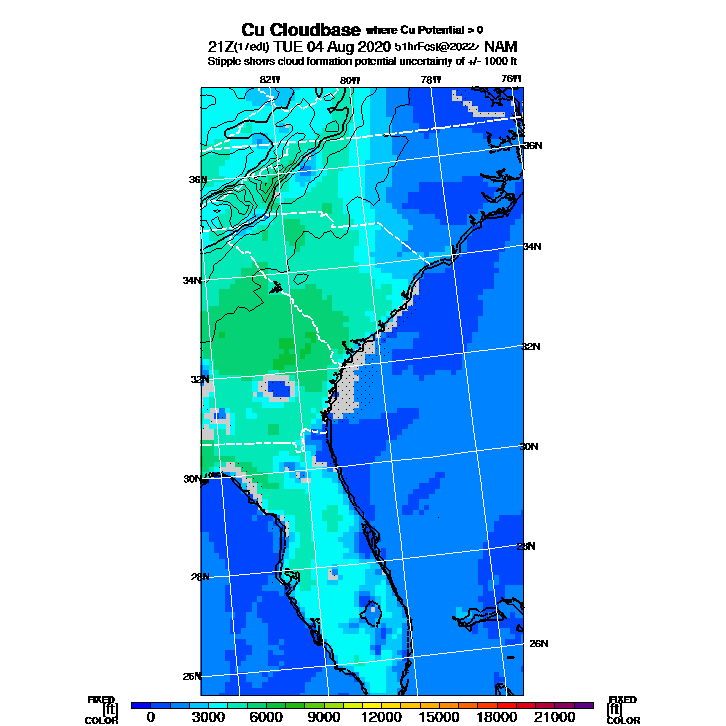 Cu Cloudbase where Cu Potential > 0
21Z(17edt) TUE 04 Aug 2020 51hrFcst@2022z NAM
Stipple shows cloud formation potential uncertainty of +/- 1000 ft
82W 80W 78W 76W
36N 36N
34N 34N
32N 32N
30N 30N
28N 28N
26N 26N
FIXED FIXED
[ft] [ft]
COLOR COLOR
0 3000 6000 9000 12000 15000 18000 21000